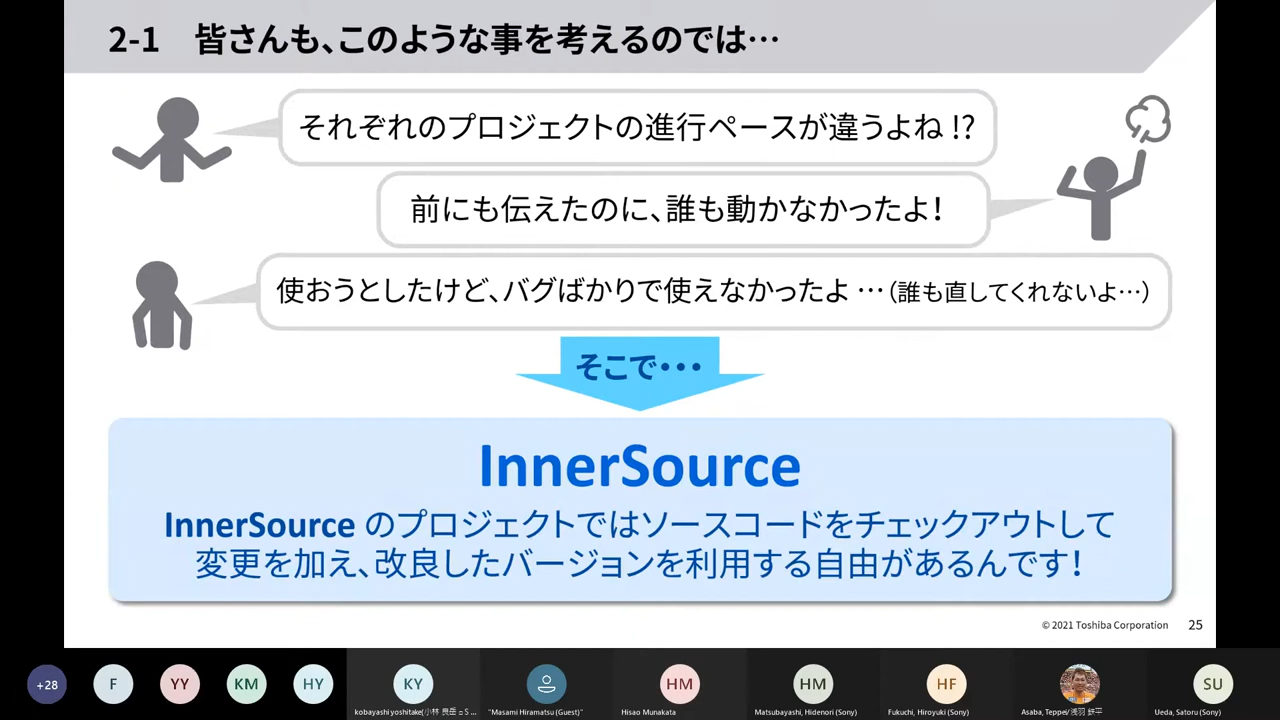 2-1 皆さんも、このような事を考えるのでは…
それぞれのプロジェクトの進行ペースが違うよね !?
前にも伝えたのに、誰も動かなかったよ！
使おうとしたけど、バグばかりで使えなかったよ …（誰も直してくれないよ…）
そこで・・・
InnerSource
InnerSource のプロジェクトではソースコードをチェックアウトして
変更を加え、改良したバージョンを利用する自由があるんです！
© 2021 Toshiba Corporation 25
+28 F YY KM HY KY HM HM HF SU
kobayashi yoshitake(小林 良岳 ○S... "Masami Hiramatsu (Guest)" Hisao Munakata Matsubayashi, Hidenori (Sony) Fukuchi, Hiroyuki (Sony) Asaba, Teppei/浅羽 鉄平 Ueda, Satoru (Sony)